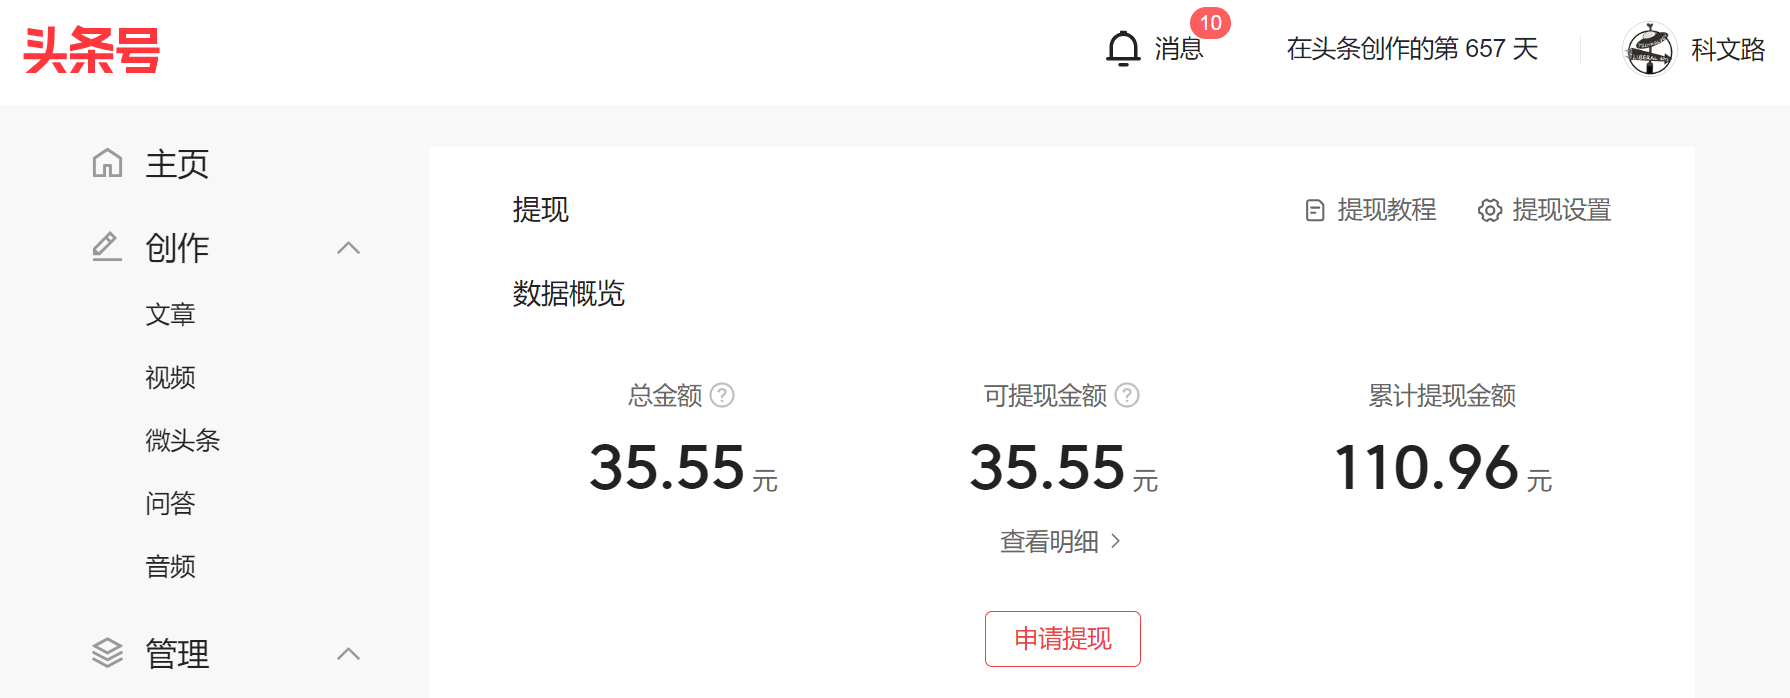 头条号
消息
10
在头条创作的第 657 天
科文路
主页
创作
文章
视频
微头条
问答
音频
管理
提现
提现教程
提现设置
数据概览
总金额 ?
可提现金额 ?
累计提现金额
35.55 元
35.55 元
110.96 元
查看明细 >
申请提现